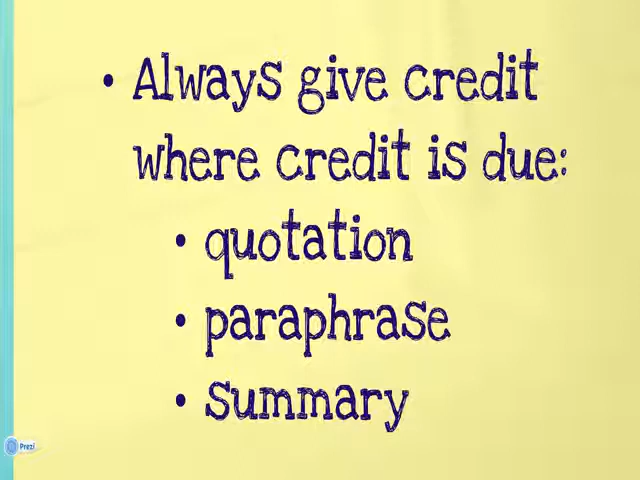 • Always give credit
where credit is due:
• quotation
• paraphrase
• summary
Prezi